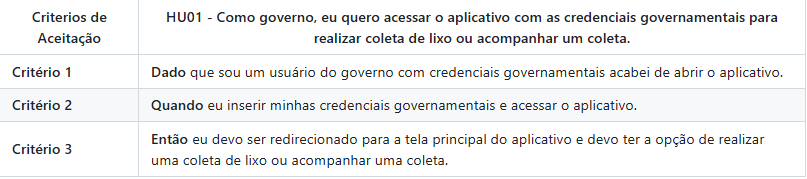 Criterios de
Aceitação
HU01 - Como governo, eu quero acessar o aplicativo com as credenciais governamentais para
realizar coleta de lixo ou acompanhar um coleta.
Critério 1
Dado que sou um usuário do governo com credenciais governamentais acabei de abrir o aplicativo.
Critério 2
Quando eu inserir minhas credenciais governamentais e acessar o aplicativo.
Critério 3
Então eu devo ser redirecionado para a tela principal do aplicativo e devo ter a opção de realizar
uma coleta de lixo ou acompanhar uma coleta.